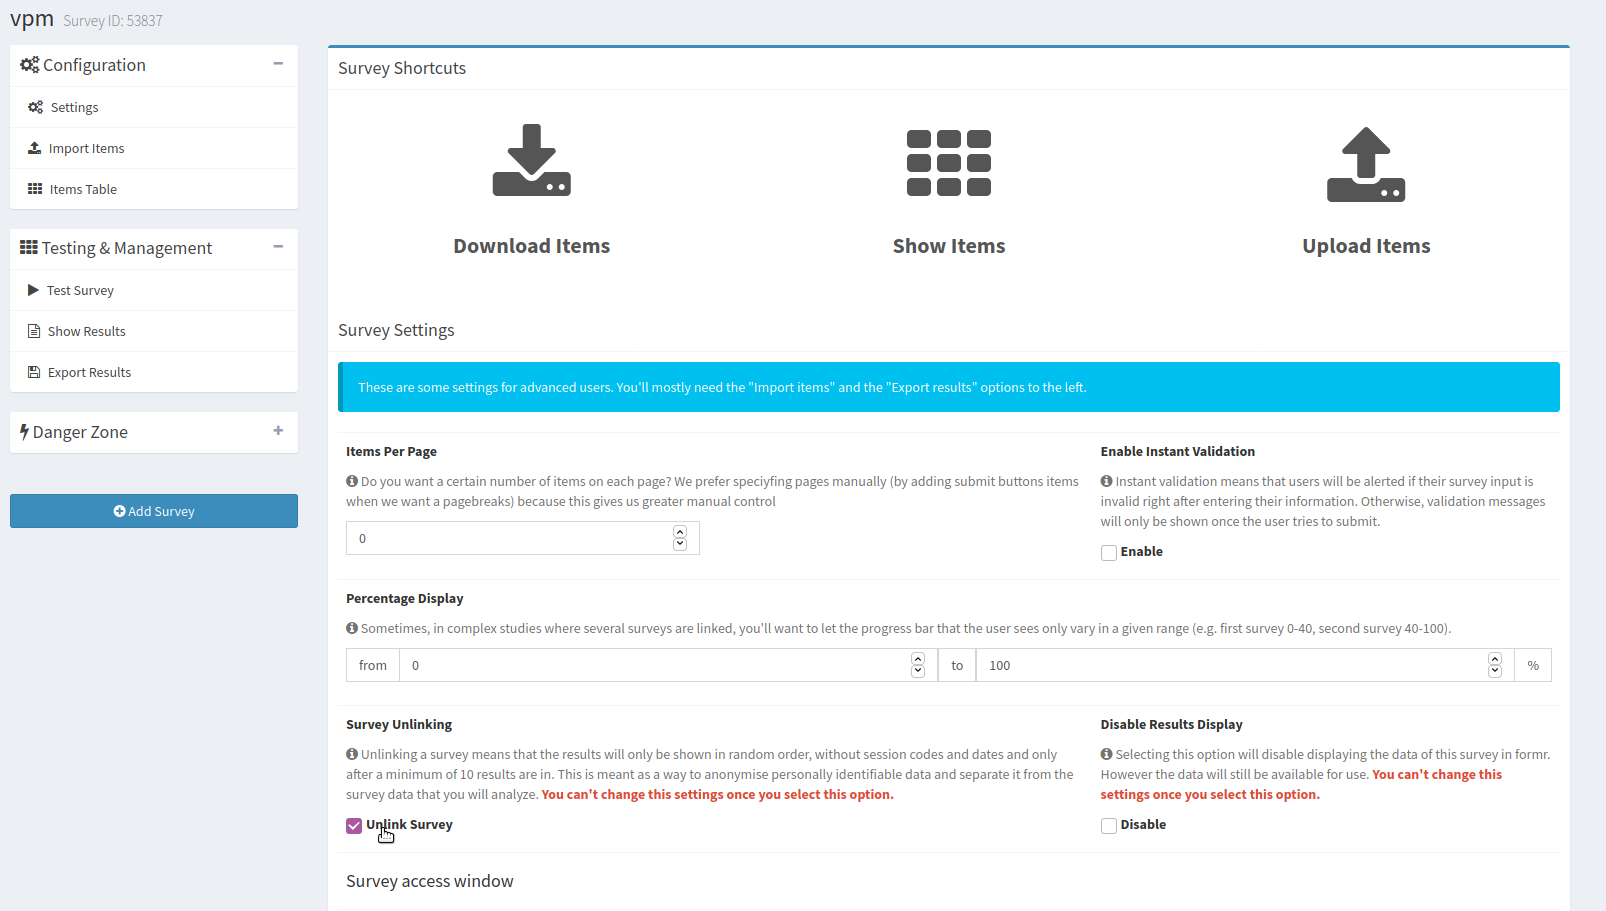 vpm Survey ID: 53837
Configuration
Settings
Import Items
Items Table
Testing & Management
Test Survey
Show Results
Export Results
Danger Zone
Add Survey
Survey Shortcuts
Download Items
Show Items
Upload Items
Survey Settings
These are some settings for advanced users. You'll mostly need the "Import items" and the "Export results" options to the left.
Items Per Page
Do you want a certain number of items on each page? We prefer speciyfing pages manually (by adding submit buttons items
when we want a pagebreaks) because this gives us greater manual control
0
Enable Instant Validation
Instant validation means that users will be alerted if their survey input is
invalid right after entering their information. Otherwise, validation messages
will only be shown once the user tries to submit.
Enable
Percentage Display
Sometimes, in complex studies where several surveys are linked, you'll want to let the progress bar that the user sees only vary in a given range (e.g. first survey 0-40, second survey 40-100).
from 0 to 100 %
Survey Unlinking
Unlinking a survey means that the results will only be shown in random order, without session codes and dates and only
after a minimum of 10 results are in. This is meant as a way to anonymise personally identifiable data and separate it from the
survey data that you will analyze. You can't change this settings once you select this option.
Unlink Survey
Disable Results Display
Selecting this option will disable displaying the data of this survey in formr.
However the data will still be available for use. You can't change this
settings once you select this option.
Disable
Survey access window